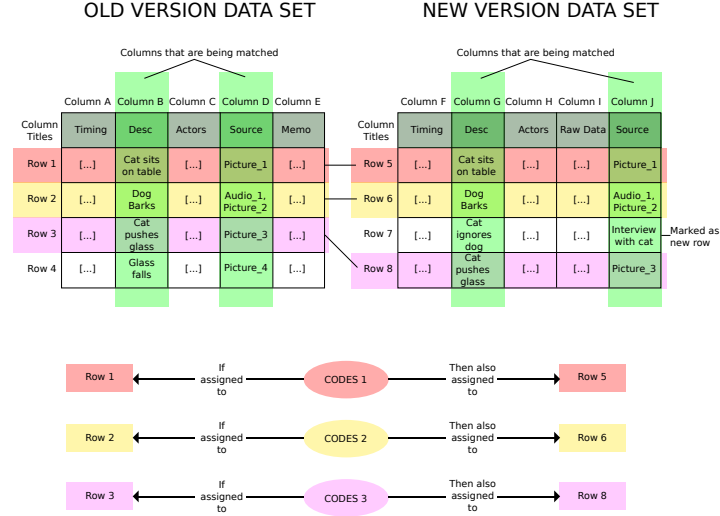 OLD VERSION DATA SET
NEW VERSION DATA SET
Columns that are being matched
Columns that are being matched
Column A Column B Column C Column D Column E
Column F Column G Column H Column I Column J
Column
Titles
Timing Desc Actors Source Memo
Column
Titles
Timing Desc Actors Raw Data Source
Row 1 [...] Cat sits
on table [...] Picture_1 [...]
Row 5 [...] Cat sits
on table [...] [...] Picture_1
Row 2 [...] Dog
Barks [...] Audio_1,
Picture_2 [...]
Row 6 [...] Dog
Barks [...] [...] Audio_1,
Picture_2
Row 3 [...] Cat
pushes
glass [...] Picture_3 [...]
Row 7 [...] Cat
ignores
dog [...] [...] Interview
with cat
Marked as
new row
Row 4 [...] Glass
falls [...] Picture_4 [...]
Row 8 [...] Cat
pushes
glass [...] [...] Picture_3
Row 1
If
assigned
to
CODES 1
Then also
assigned
to
Row 5
Row 2
If
assigned
to
CODES 2
Then also
assigned
to
Row 6
Row 3
If
assigned
to
CODES 3
Then also
assigned
to
Row 8